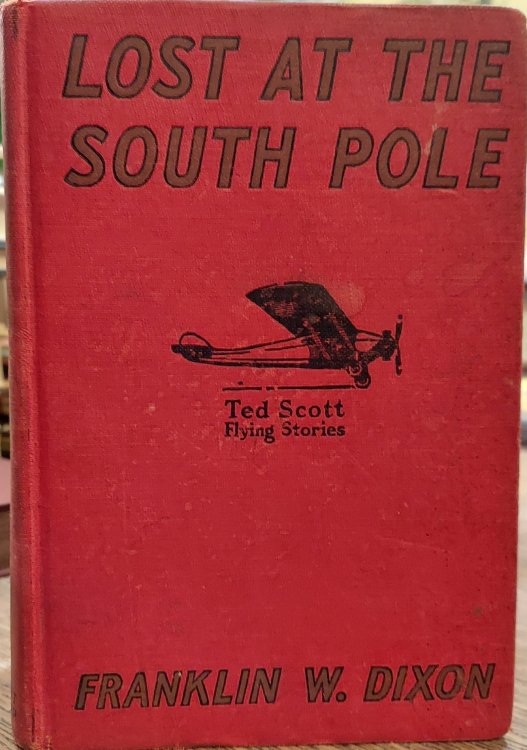 LOST AT THE
SOUTH POLE
Ted Scott
Flying Stories
FRANKLIN W. DIXON